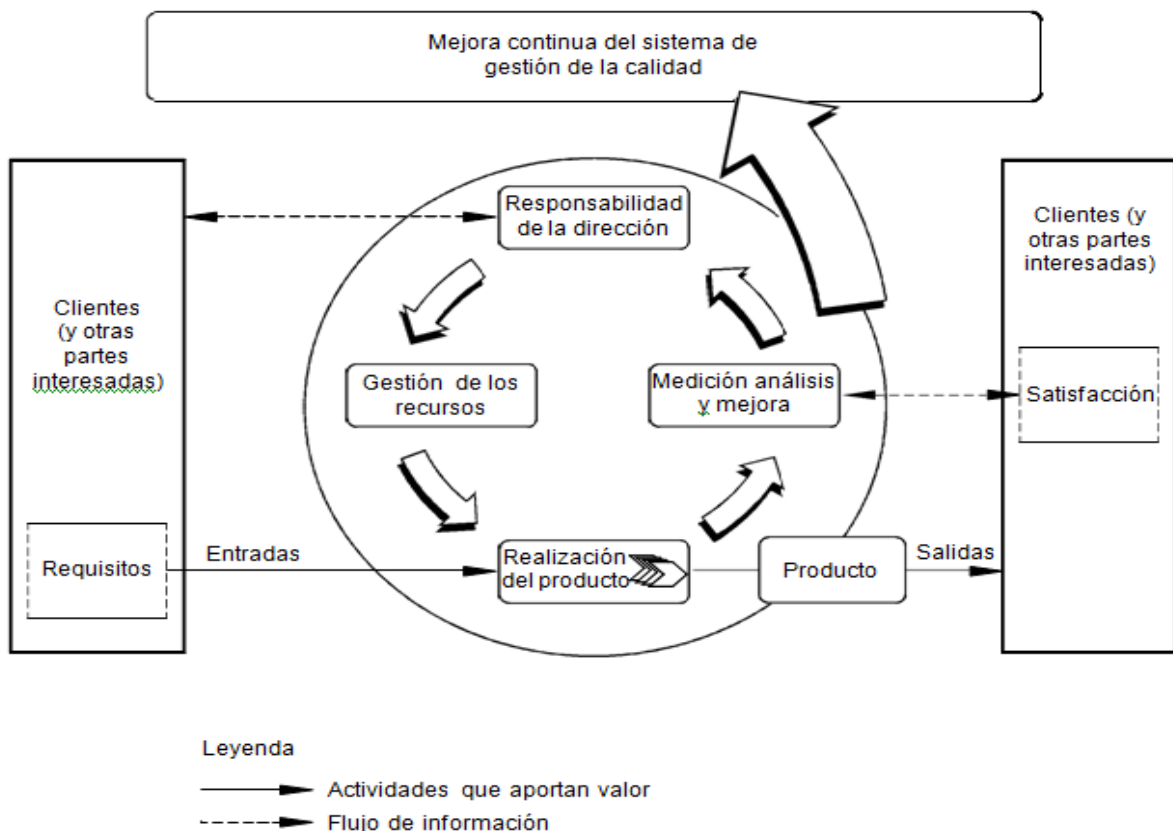 Mejora continua del sistema de
gestión de la calidad
Responsabilidad
de la dirección
Clientes (y
otras partes
interesadas)
Clientes
(y otras
partes
interesadas)
Gestión de los
recursos
Medición análisis
y mejora
Satisfacción
Requisitos
Entradas
Realización
del producto
Producto
Salidas
Leyenda
Actividades que aportan valor
Flujo de información